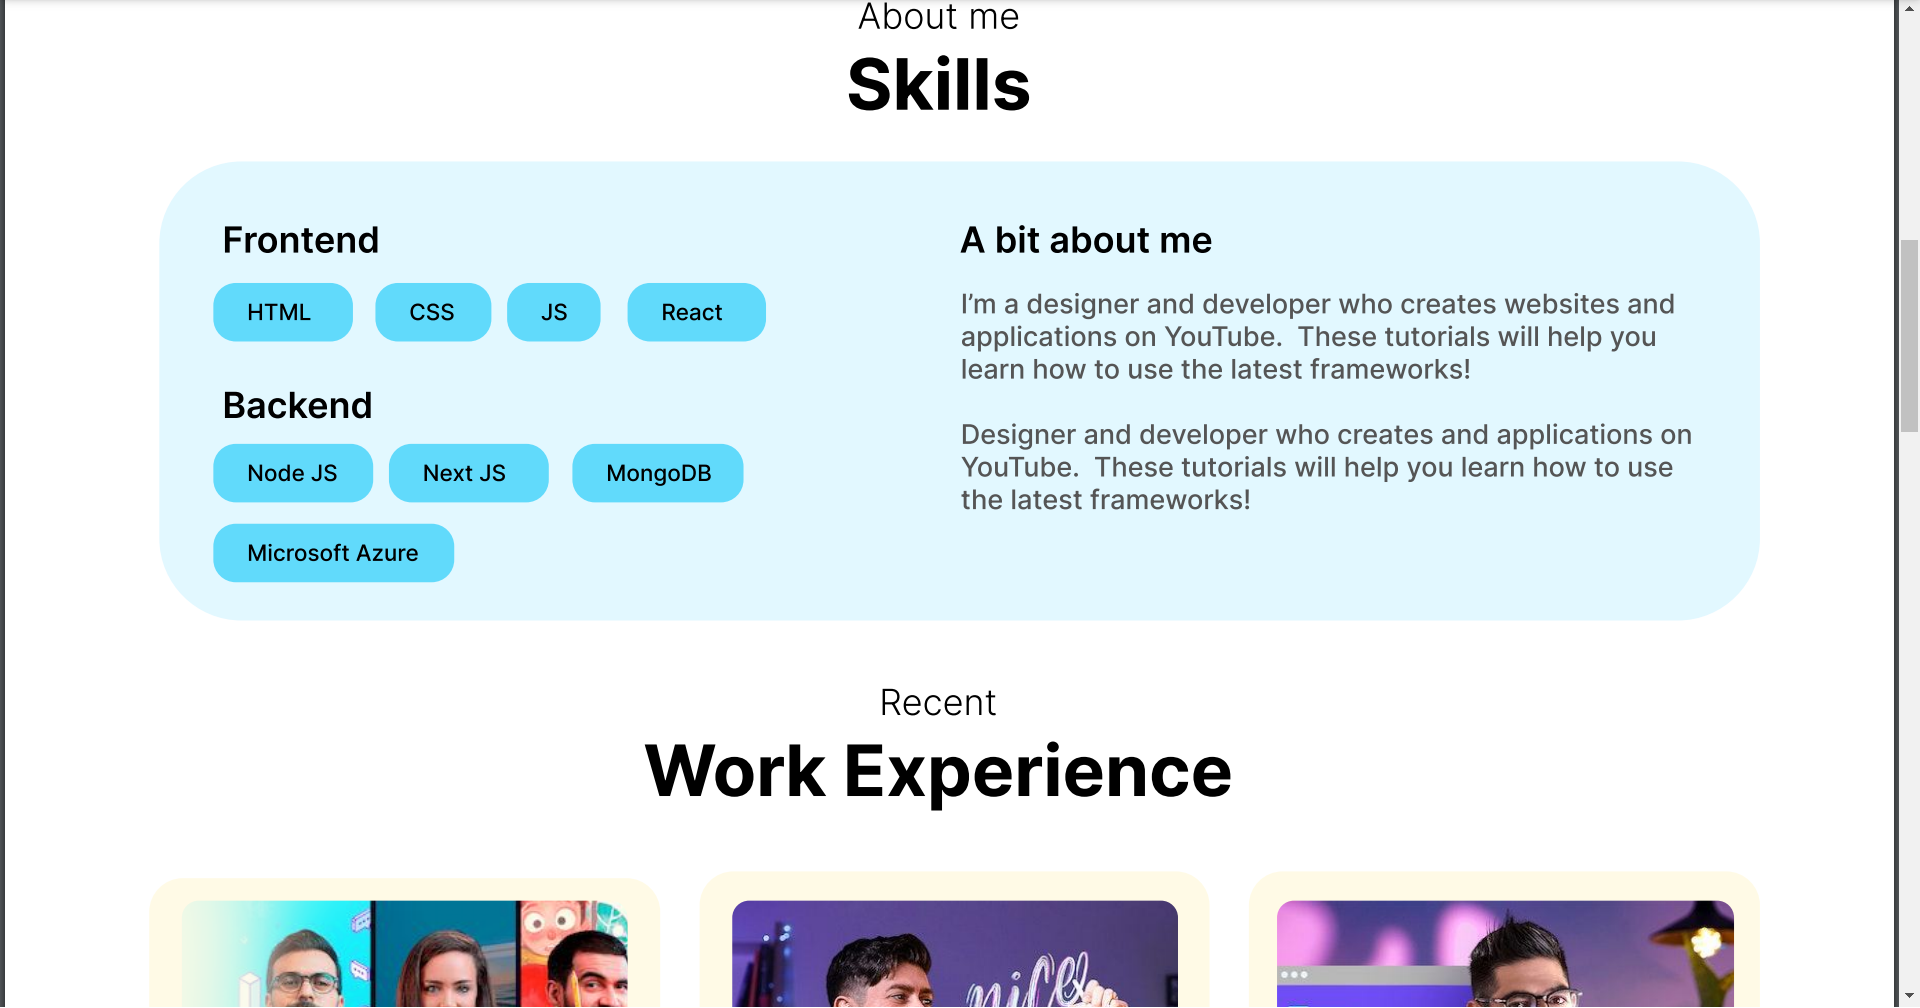 About me
Skills
Frontend
HTML CSS JS React
Backend
Node JS Next JS MongoDB
Microsoft Azure
A bit about me
I’m a designer and developer who creates websites and
applications on YouTube.  These tutorials will help you
learn how to use the latest frameworks!
Designer and developer who creates and applications on
YouTube.  These tutorials will help you learn how to use
the latest frameworks!
Recent
Work Experience
nice